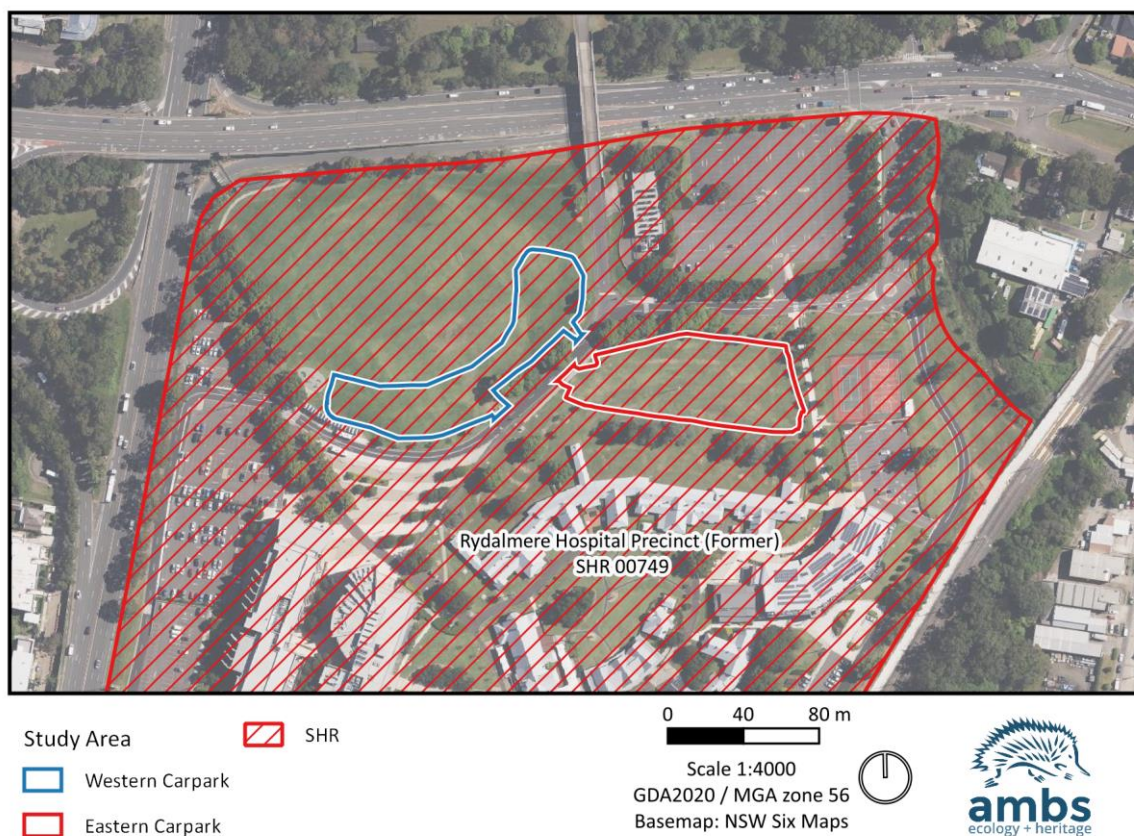 Rydalmere Hospital Precinct (Former)
SHR 00749
Study Area
SHR
Western Carpark
Eastern Carpark
0 40 80 m
Scale 1:4000
GDA2020 / MGA zone 56
Basemap: NSW Six Maps
ambs
ecology + heritage